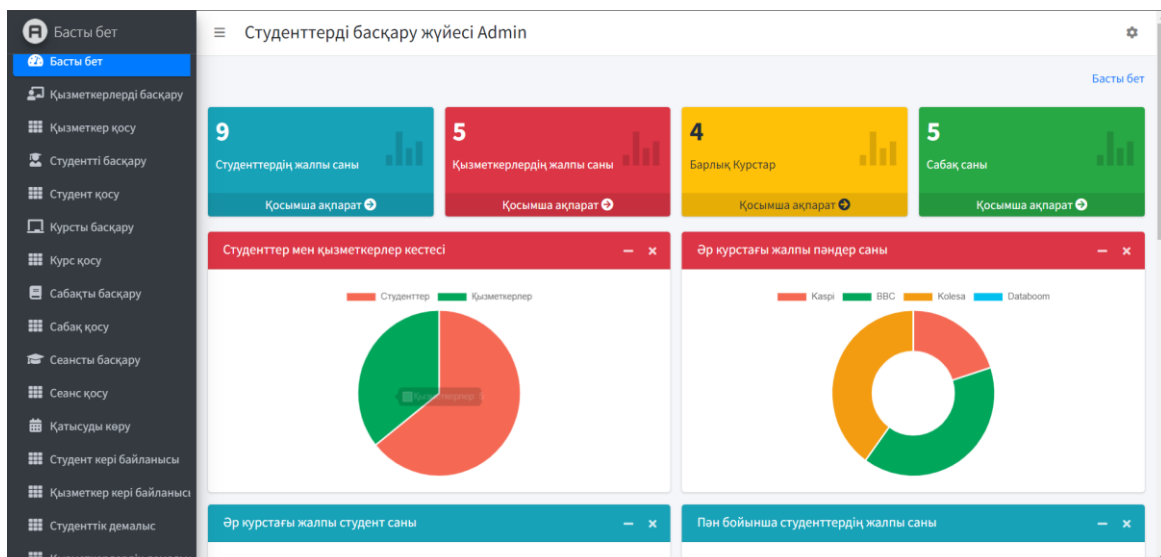 Басты бет
Студенттерді басқару жүйесі Admin
Басты бет
Басты бет
Қызметкерлерді басқару
Қызметкер қосу
Студентті басқару
Студент қосу
Курсты басқару
Курс қосу
Сабақты басқару
Сабақ қосу
Сеансты басқару
Сеанс қосу
Қатысуды көру
Студент кері байланысы
Қызметкер кері байланысı
Студенттік демалыс
9
Студенттердің жалпы саны
Қосымша ақпарат
5
Қызметкерлердің жалпы саны
Қосымша ақпарат
4
Барлық Курстар
Қосымша ақпарат
5
Сабақ саны
Қосымша ақпарат
Студенттер мен қызметкерлер кестесі
Студенттер Қызметкерлер
Қызметкерлер: 5
Әр курстағы жалпы пәндер саны
Kaspi BBC Kolesa Databoom
Әр курстағы жалпы студент саны
Пән бойынша студенттердің жалпы саны